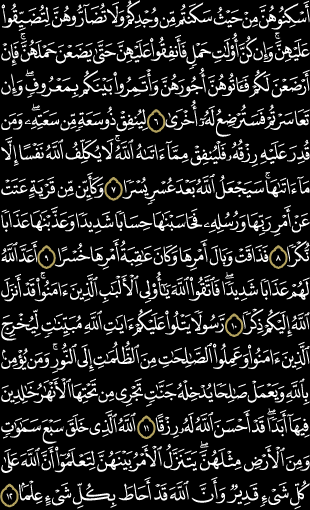 أَسۡكِنُوهُنَّ مِنۡ حَيۡثُ سَكَنتُم مِّن وُجۡدِكُمۡ وَلَا تُضَآرُّوهُنَّ لِتُضَيِّقُواْ
عَلَيۡهِنَّۚ وَإِن كُنَّ أُوْلَٰتِ حَمۡلٖ فَأَنفِقُواْ عَلَيۡهِنَّ حَتَّىٰ يَضَعۡنَ حَمۡلَهُنَّۚ فَإِنۡ
أَرۡضَعۡنَ لَكُمۡ فَـَٔاتُوهُنَّ أُجُورَهُنَّ وَأۡتَمِرُواْ بَيۡنَكُم بِمَعۡرُوفٖۖ وَإِن
تَعَاسَرۡتُمۡ فَسَتُرۡضِعُ لَهُۥٓ أُخۡرَىٰ ٦ لِيُنفِقۡ ذُو سَعَةٖ مِّن سَعَتِهِۦۖ وَمَن
قُدِرَ عَلَيۡهِ رِزۡقُهُۥ فَلۡيُنفِقۡ مِمَّآ ءَاتَىٰهُ ٱللَّهُۚ لَا يُكَلِّفُ ٱللَّهُ نَفۡسًا إِلَّا
مَآ ءَاتَىٰهَاۚ سَيَجۡعَلُ ٱللَّهُ بَعۡدَ عُسۡرٖ يُسۡرٗا ٧ وَكَأَيِّن مِّن قَرۡيَةٍ عَتَتۡ
عَنۡ أَمۡرِ رَبِّهَا وَرُسُلِهِۦ فَحَاسَبۡنَٰهَا حِسَابٗا شَدِيدٗا وَعَذَّبۡنَٰهَا عَذَابٗا
نُّكۡرٗا ٨ فَذَاقَتۡ وَبَالَ أَمۡرِهَا وَكَانَ عَٰقِبَةُ أَمۡرِهَا خُسۡرًا ٩ أَعَدَّ ٱللَّهُ
لَهُمۡ عَذَابٗا شَدِيدٗاۖ فَٱتَّقُواْ ٱللَّهَ يَٰٓأُوْلِي ٱلۡأَلۡبَٰبِ ٱلَّذِينَ ءَامَنُواْۚ قَدۡ أَنزَلَ
ٱللَّهُ إِلَيۡكُمۡ ذِكۡرٗا ١٠ رَّسُولٗا يَتۡلُواْ عَلَيۡكُمۡ ءَايَٰتِ ٱللَّهِ مُبَيِّنَٰتٖ لِّيُخۡرِجَ
ٱلَّذِينَ ءَامَنُواْ وَعَمِلُواْ ٱلصَّٰلِحَٰتِ مِنَ ٱلظُّلُمَٰتِ إِلَى ٱلنُّورِۚ وَمَن يُؤۡمِنۢ
بِٱللَّهِ وَيَعۡمَلۡ صَٰلِحٗا يُدۡخِلۡهُ جَنَّٰتٖ تَجۡرِي مِن تَحۡتِهَا ٱلۡأَنۡهَٰرُ خَٰلِدِينَ
فِيهَآ أَبَدٗاۖ قَدۡ أَحۡسَنَ ٱللَّهُ لَهُۥ رِزۡقًا ١١ ٱللَّهُ ٱلَّذِي خَلَقَ سَبۡعَ سَمَٰوَٰتٖ
وَمِنَ ٱلۡأَرۡضِ مِثۡلَهُنَّۖ يَتَنَزَّلُ ٱلۡأَمۡرُ بَيۡنَهُنَّ لِتَعۡلَمُوٓاْ أَنَّ ٱللَّهَ عَلَىٰ
كُلِّ شَيۡءٖ قَدِيرٞ وَأَنَّ ٱللَّهَ قَدۡ أَحَاطَ بِكُلِّ شَيۡءٍ عِلۡمَۢا ١٢